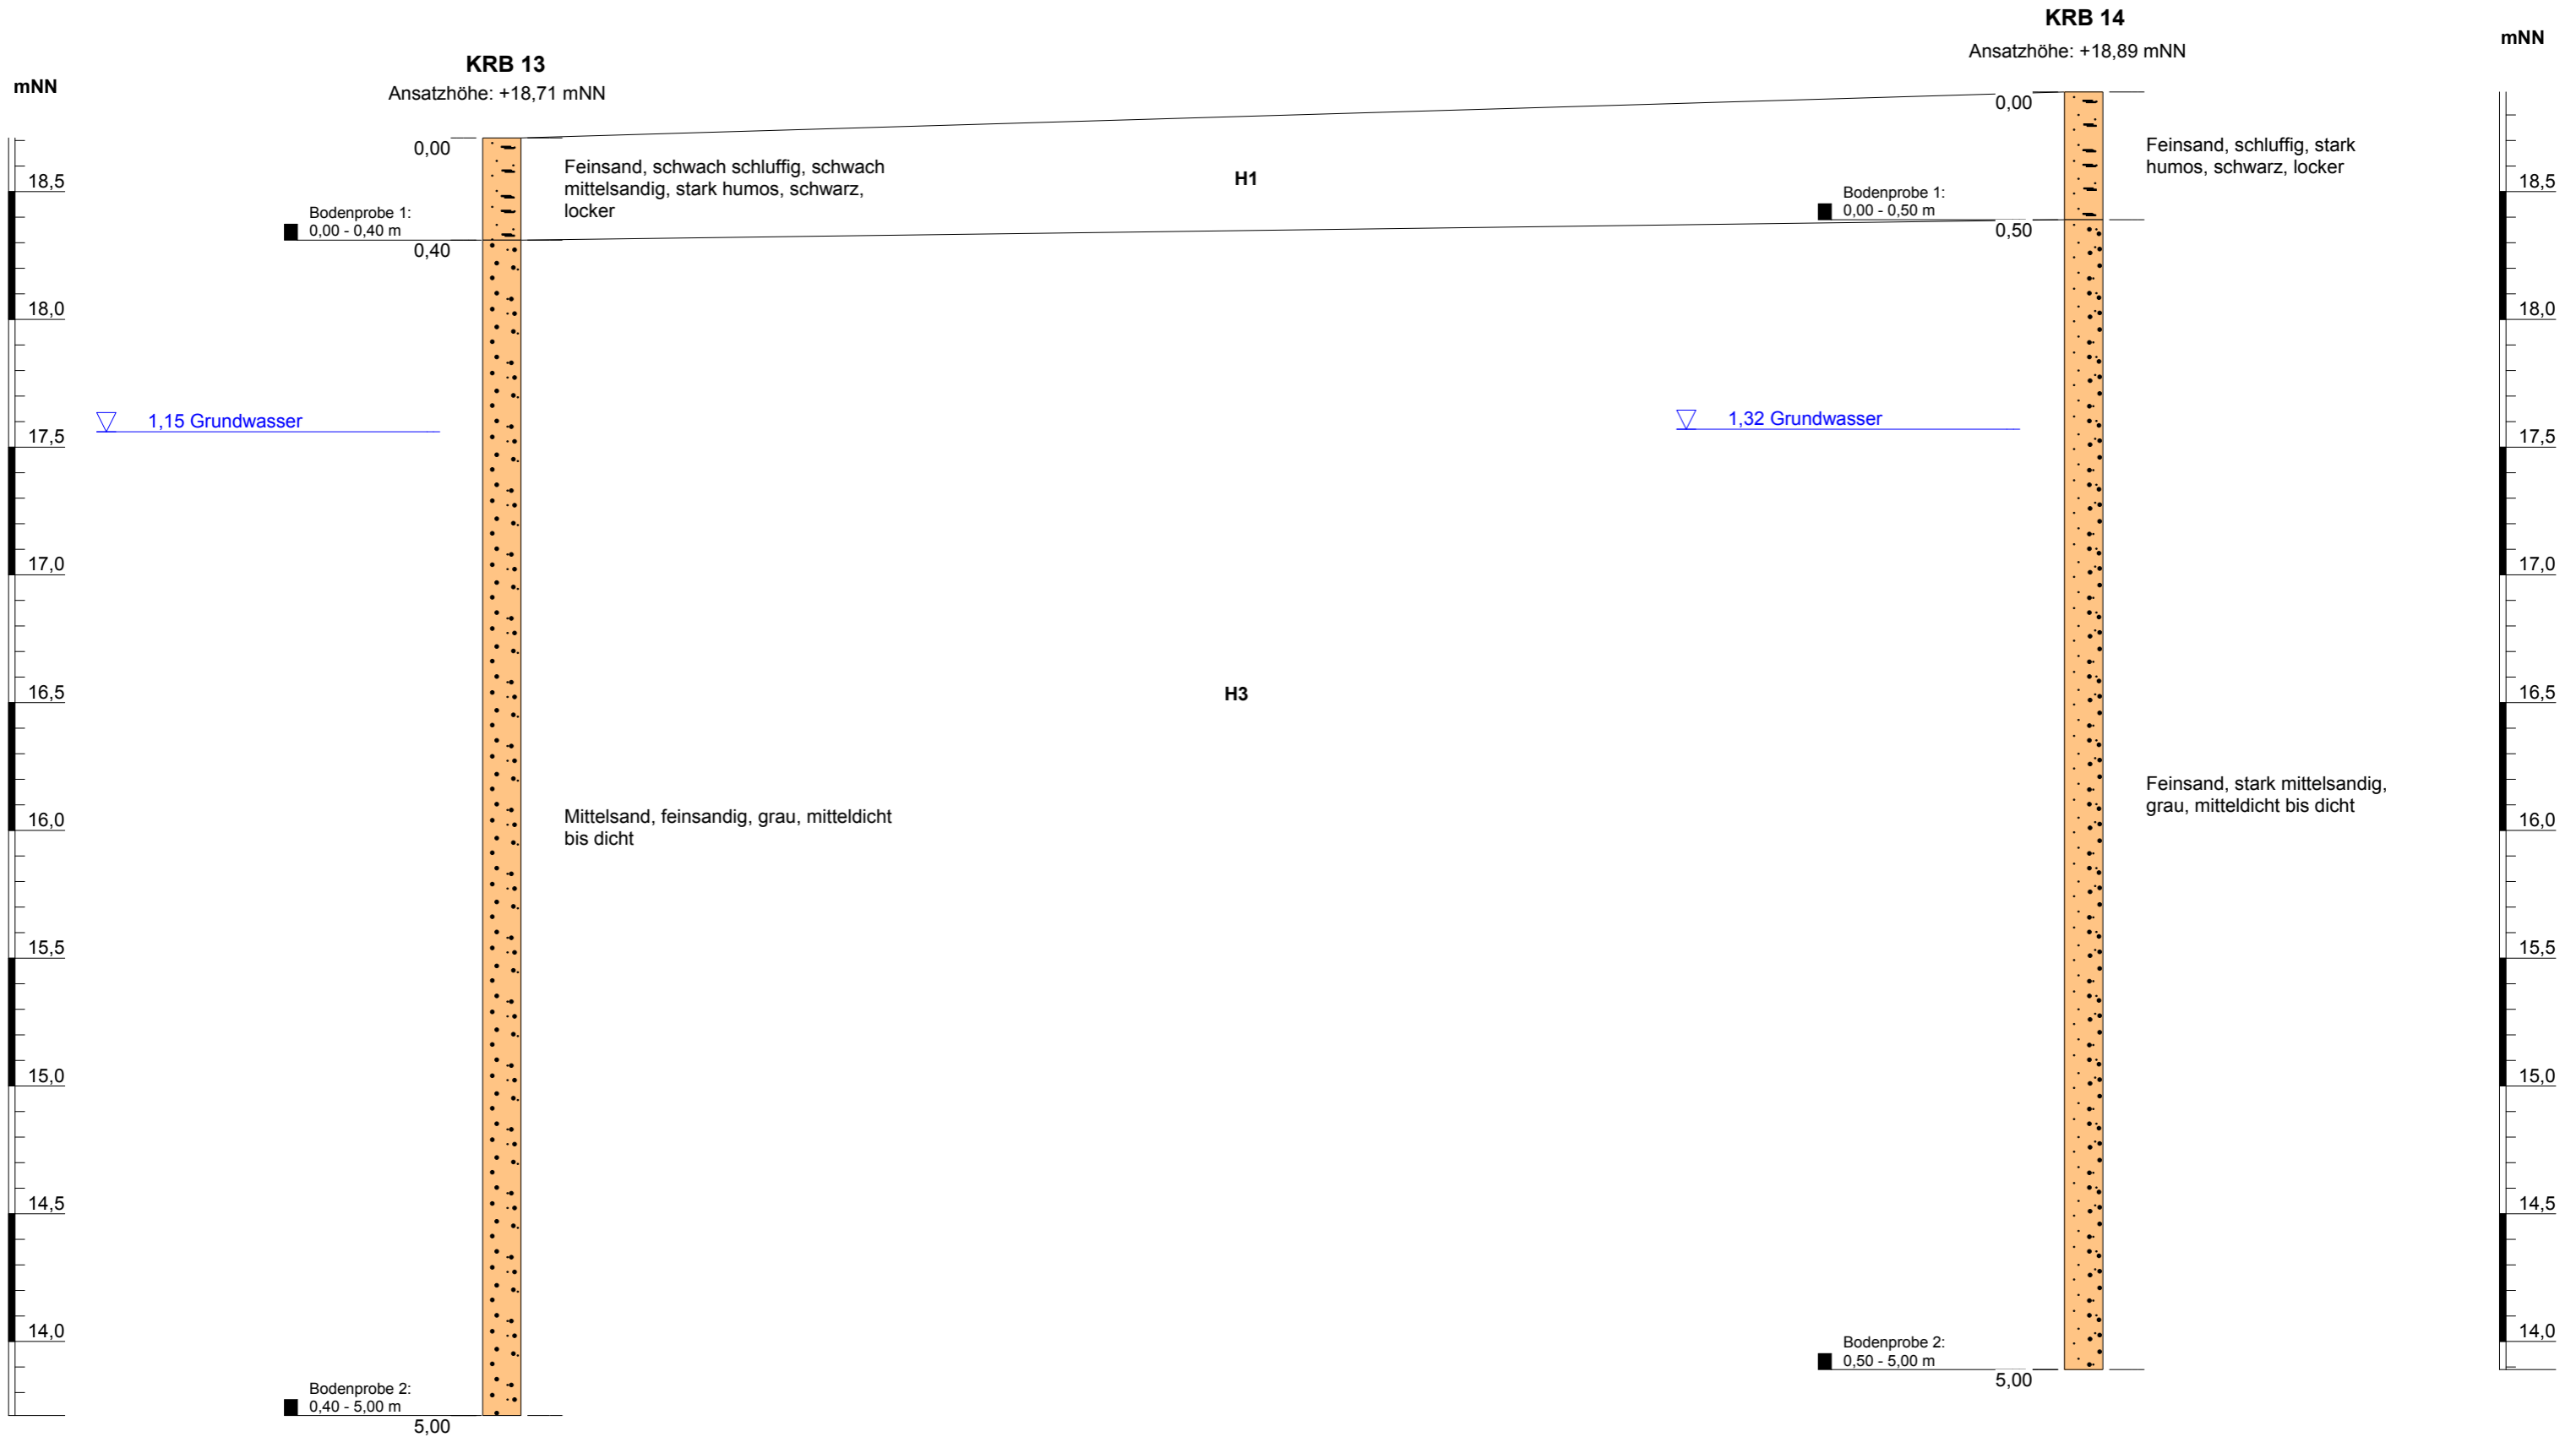 KRB 14
Ansatzhöhe: +18,89 mNN
mNN
KRB 13
Ansatzhöhe: +18,71 mNN
mNN
0,00
0,00
Feinsand, schwach schluffig, schwach
mittelsandig, stark humos, schwarz,
locker
H1
Feinsand, schluffig, stark
humos, schwarz, locker
18,5
18,5
Bodenprobe 1:
0,00 - 0,40 m
0,40
Bodenprobe 1:
0,00 - 0,50 m
0,50
18,0
18,0
1,15 Grundwasser
1,32 Grundwasser
17,5
17,5
17,0
17,0
16,5
H3
16,5
Mittelsand, feinsandig, grau, mitteldicht
bis dicht
Feinsand, stark mittelsandig,
grau, mitteldicht bis dicht
16,0
16,0
15,5
15,5
15,0
15,0
14,5
14,5
14,0
14,0
Bodenprobe 2:
0,40 - 5,00 m
5,00
Bodenprobe 2:
0,50 - 5,00 m
5,00